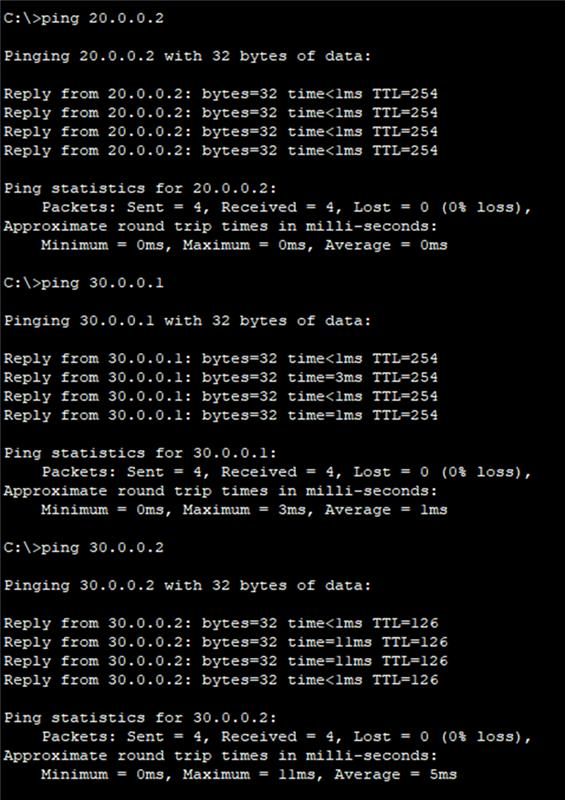 C:\>ping 20.0.0.2
Pinging 20.0.0.2 with 32 bytes of data:
Reply from 20.0.0.2: bytes=32 time<1ms TTL=254
Reply from 20.0.0.2: bytes=32 time<1ms TTL=254
Reply from 20.0.0.2: bytes=32 time<1ms TTL=254
Reply from 20.0.0.2: bytes=32 time<1ms TTL=254
Ping statistics for 20.0.0.2:
Packets: Sent = 4, Received = 4, Lost = 0 (0% loss),
Approximate round trip times in milli-seconds:
Minimum = 0ms, Maximum = 0ms, Average = 0ms
C:\>ping 30.0.0.1
Pinging 30.0.0.1 with 32 bytes of data:
Reply from 30.0.0.1: bytes=32 time<1ms TTL=254
Reply from 30.0.0.1: bytes=32 time=3ms TTL=254
Reply from 30.0.0.1: bytes=32 time<1ms TTL=254
Reply from 30.0.0.1: bytes=32 time=1ms TTL=254
Ping statistics for 30.0.0.1:
Packets: Sent = 4, Received = 4, Lost = 0 (0% loss),
Approximate round trip times in milli-seconds:
Minimum = 0ms, Maximum = 3ms, Average = 1ms
C:\>ping 30.0.0.2
Pinging 30.0.0.2 with 32 bytes of data:
Reply from 30.0.0.2: bytes=32 time<1ms TTL=126
Reply from 30.0.0.2: bytes=32 time=11ms TTL=126
Reply from 30.0.0.2: bytes=32 time=11ms TTL=126
Reply from 30.0.0.2: bytes=32 time<1ms TTL=126
Ping statistics for 30.0.0.2:
Packets: Sent = 4, Received = 4, Lost = 0 (0% loss),
Approximate round trip times in milli-seconds:
Minimum = 0ms, Maximum = 11ms, Average = 5ms